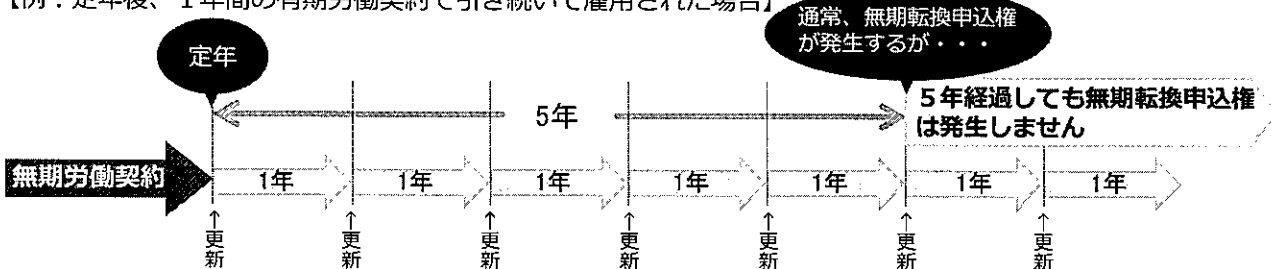 【例：定年後、１年間の有期労働契約で引き続いて雇用された場合】
通常、無期転換申込権
が発生するが・・・
定年
5年
５年経過しても無期転換申込権
は発生しません
無期労働契約
1年
1年
1年
1年
1年
1年
1年
↑更新
↑更新
↑更新
↑更新
↑更新
↑更新
↑更新